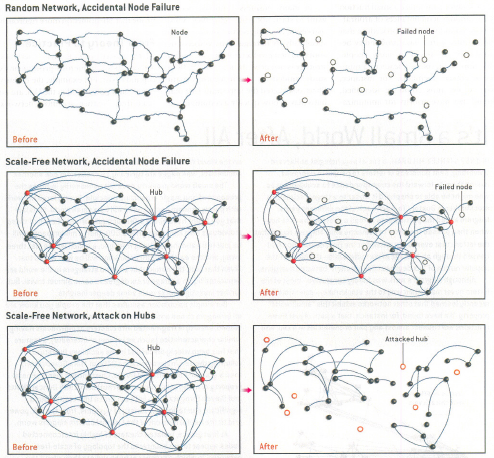 Random Network, Accidental Node Failure
Node
Failed node
Before
After
Scale-Free Network, Accidental Node Failure
Hub
Failed node
Before
After
Scale-Free Network, Attack on Hubs
Hub
Attacked hub
Before
After